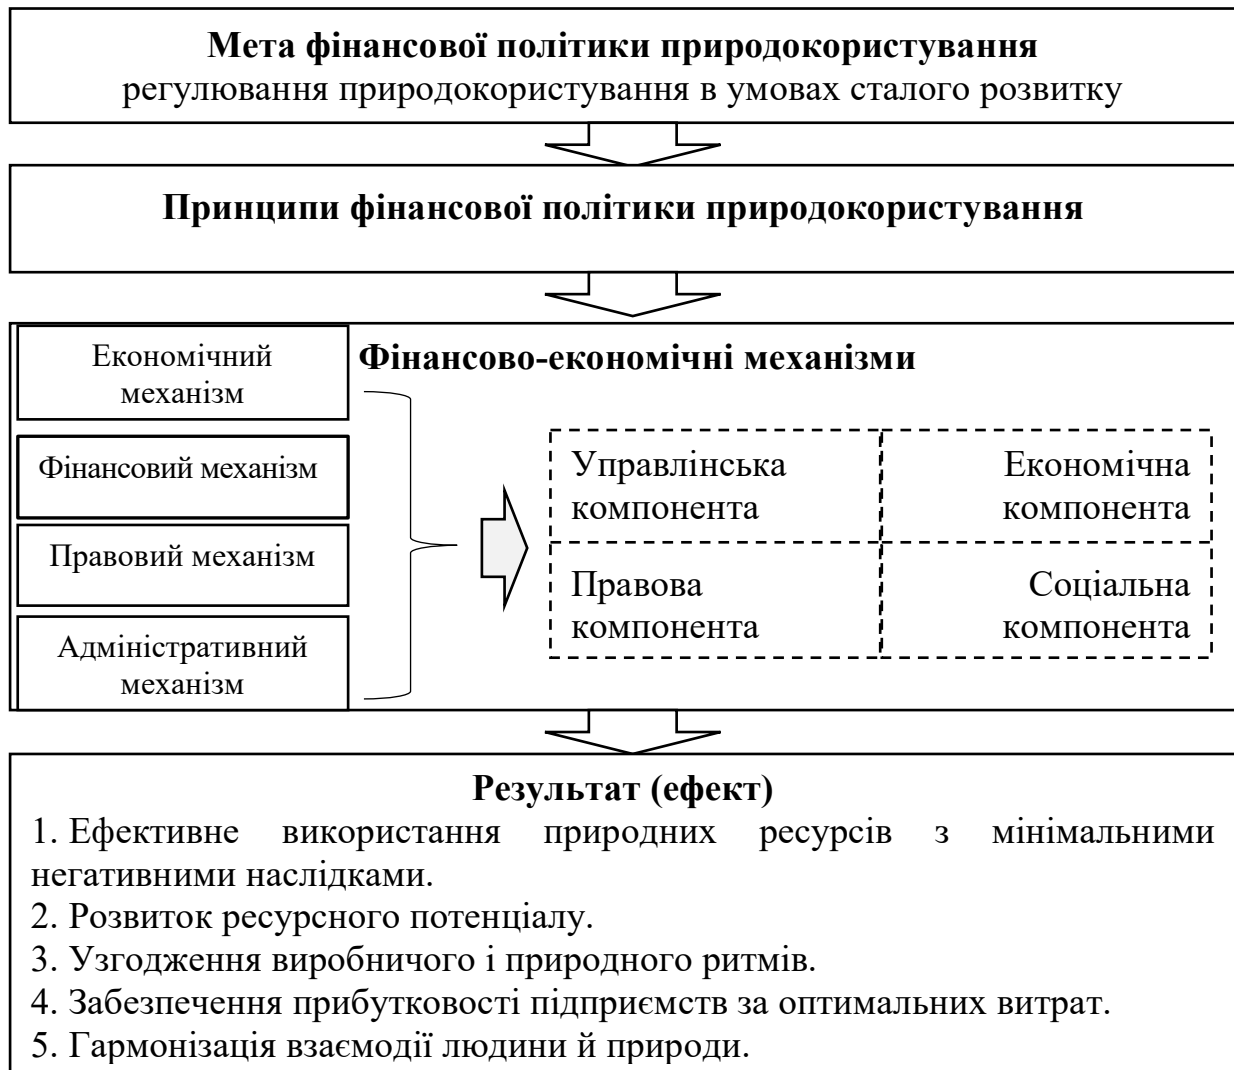 Мета фінансової політики природокористування
регулювання природокористування в умовах сталого розвитку
Принципи фінансової політики природокористування
Економічний
механізм
Фінансово-економічні механізми
Фінансовий механізм
Правовий механізм
Адміністративний
механізм
Управлінська
компонента
Економічна
компонента
Правова
компонента
Соціальна
компонента
Результат (ефект)
1. Ефективне використання природних ресурсів з мінімальними
негативними наслідками.
2. Розвиток ресурсного потенціалу.
3. Узгодження виробничого і природного ритмів.
4. Забезпечення прибутковості підприємств за оптимальних витрат.
5. Гармонізація взаємодії людини й природи.